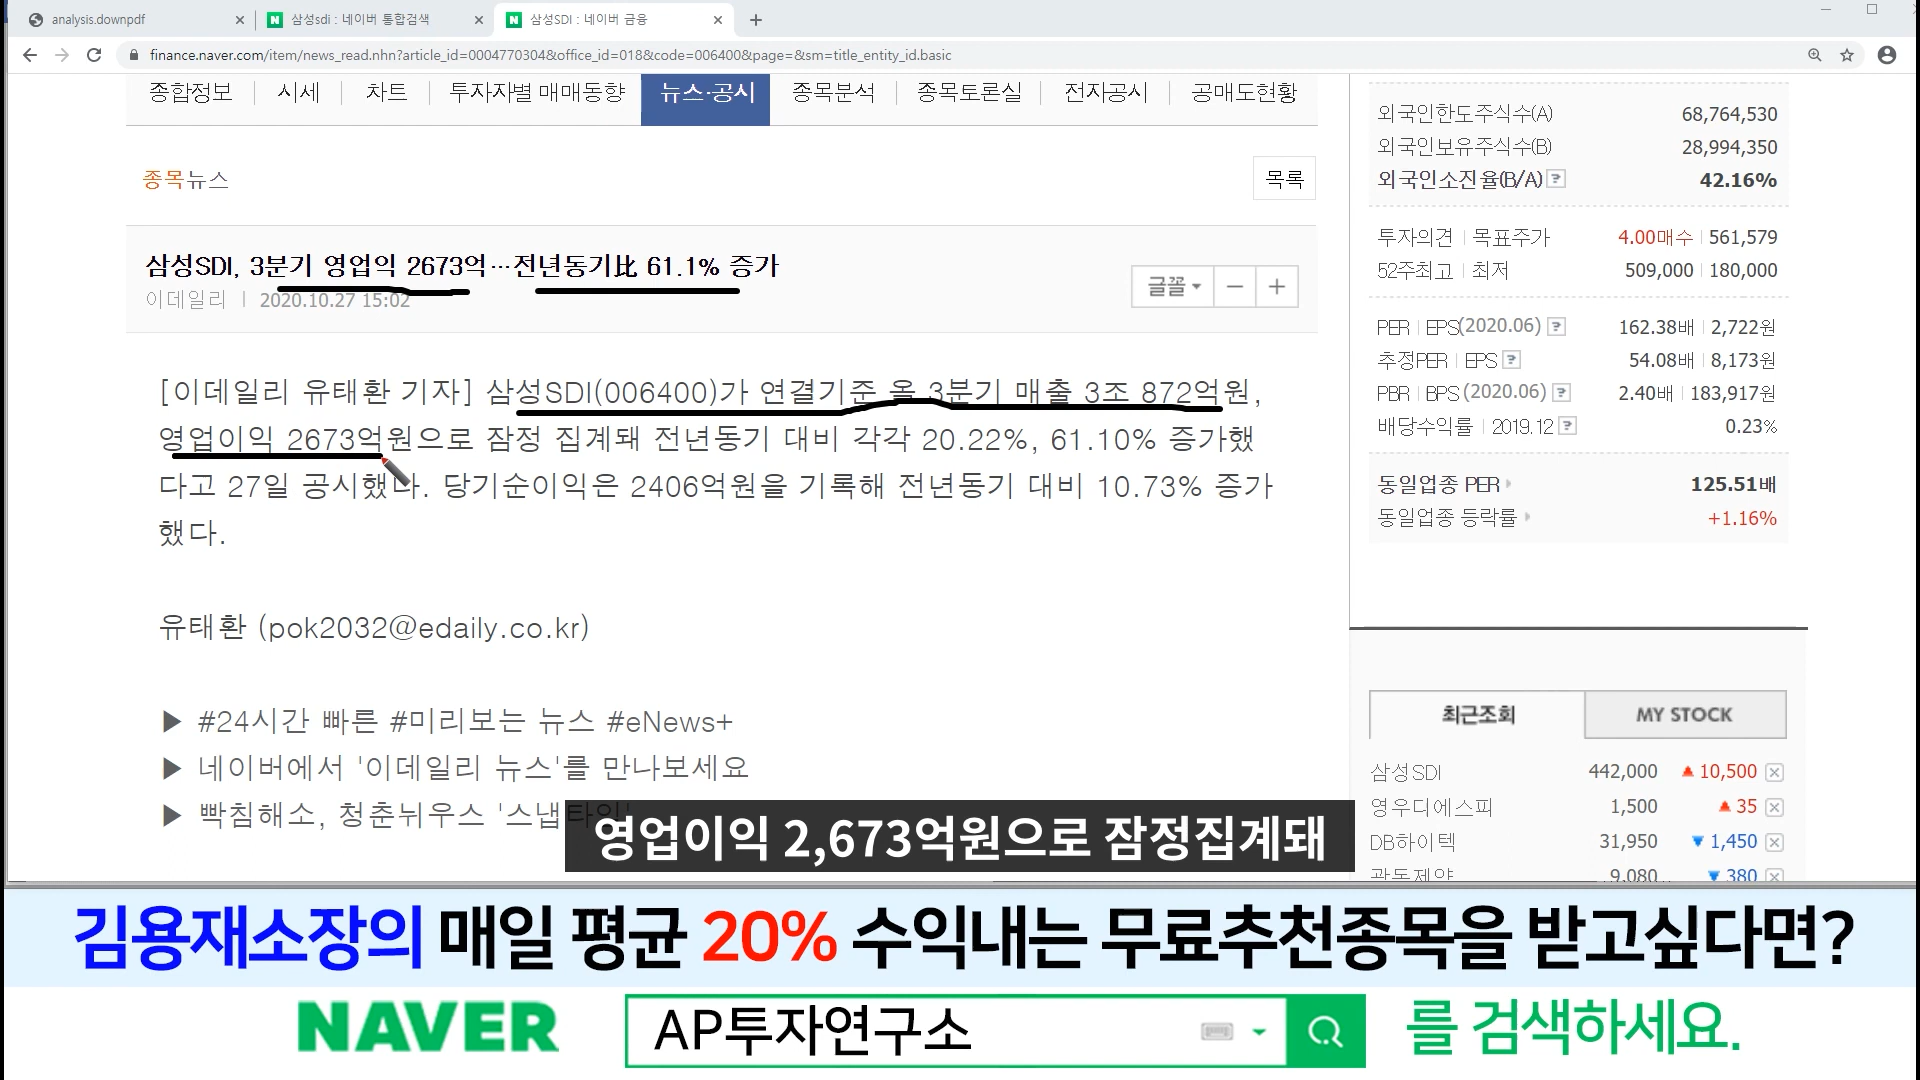 analysis.downpdf
삼성sdi : 네이버 통합검색
삼성SDI : 네이버 금융
finance.naver.com/item/news_read.nhn?article_id=0004770304&office_id=018&code=006400&page=&sm=title_entity_id.basic
종합정보 시세 차트 투자자별 매매동향 뉴스·공시 종목분석 종목토론실 전자공시 공매도현황
종목뉴스
목록
삼성SDI, 3분기 영업익 2673억…전년동기比 61.1% 증가
이데일리 | 2020.10.27 15:02
글꼴
[이데일리 유태환 기자] 삼성SDI(006400)가 연결기준 올 3분기 매출 3조 872억원,
영업이익 2673억원으로 잠정 집계돼 전년동기 대비 각각 20.22%, 61.10% 증가했
다고 27일 공시했다. 당기순이익은 2406억원을 기록해 전년동기 대비 10.73% 증가
했다.
유태환 (pok2032@edaily.co.kr)
▶ #24시간 빠른 #미리보는 뉴스 #eNews+
▶ 네이버에서 '이데일리 뉴스'를 만나보세요
▶ 빡침해소, 청춘뉘우스 '스냅타임'
외국인한도주식수(A) 68,764,530
외국인보유주식수(B) 28,994,350
외국인소진율(B/A) ? 42.16%
투자의견 | 목표주가 4.00매수 | 561,579
52주최고 | 최저 509,000 | 180,000
PER | EPS(2020.06) ? 162.38배 | 2,722원
추정PER | EPS ? 54.08배 | 8,173원
PBR | BPS (2020.06) ? 2.40배 | 183,917원
배당수익률 | 2019.12 ? 0.23%
동일업종 PER 125.51배
동일업종 등락률 +1.16%
최근조회 MY STOCK
삼성SDI 442,000 ▲ 10,500
영우디에스피 1,500 ▲ 35
DB하이텍 31,950 ▼ 1,450
광동제약 9,080 ▼ 380
영업이익 2,673억원으로 잠정집계돼
김용재소장의 매일 평균 20% 수익내는 무료추천종목을 받고싶다면?
NAVER AP투자연구소 를 검색하세요.